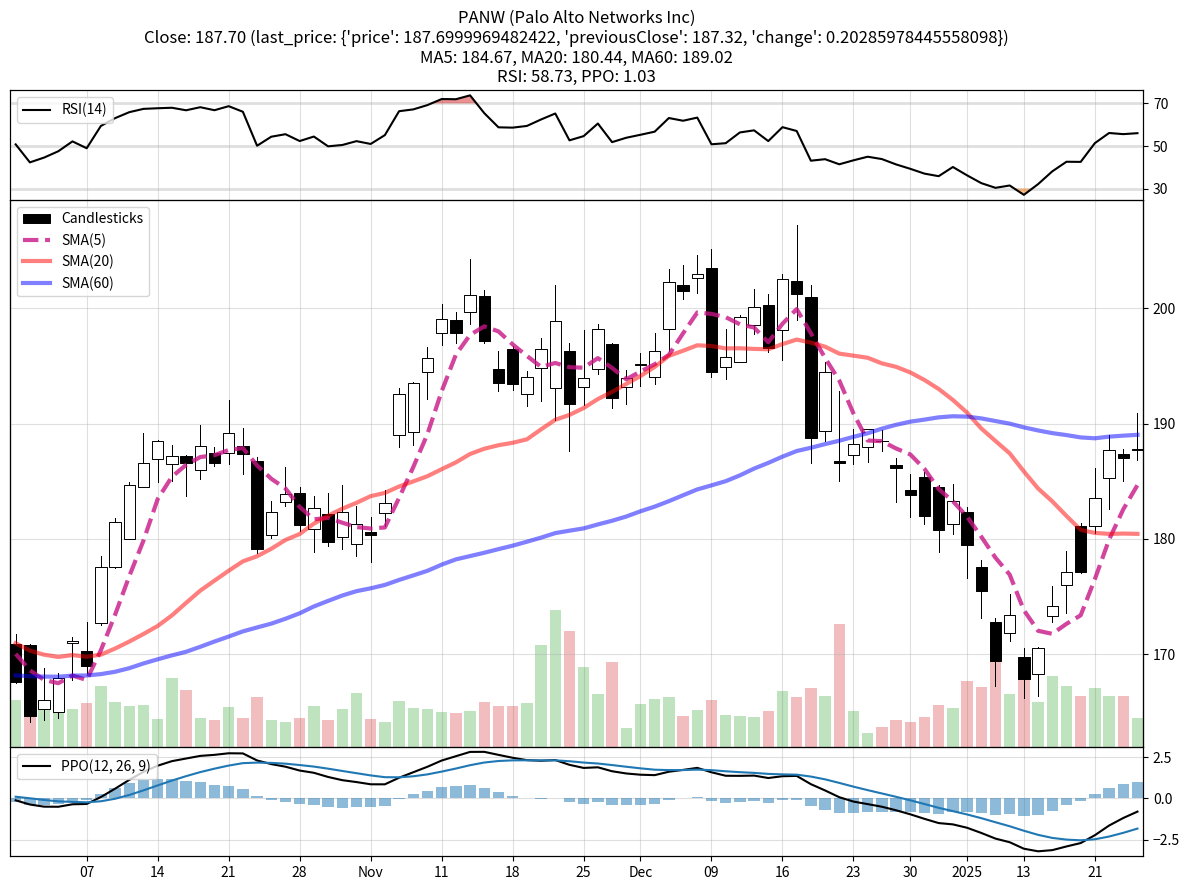 PANW (Palo Alto Networks Inc)
Close: 187.70 (last_price: {'price': 187.6999969482422, 'previousClose': 187.32, 'change': 0.20285978445558098})
MA5: 184.67, MA20: 180.44, MA60: 189.02
RSI: 58.73, PPO: 1.03
RSI(14)
70
50
30
Candlesticks
SMA(5)
SMA(20)
SMA(60)
200
190
180
170
PPO(12, 26, 9)
2.5
0.0
−2.5
07 14 21 28 Nov 11 18 25 Dec 09 16 23 30 2025 13 21